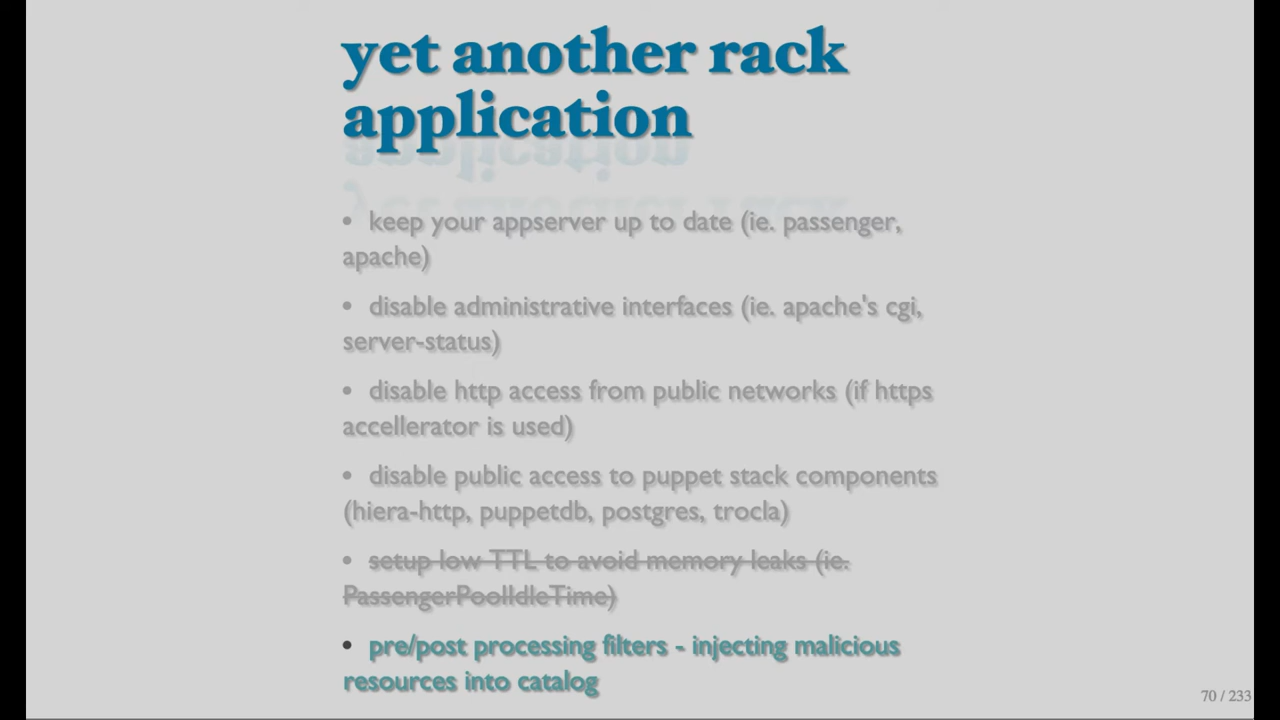 yet another rack
application
• keep your appserver up to date (ie. passenger,
apache)
• disable administrative interfaces (ie. apache's cgi,
server-status)
• disable http access from public networks (if https
accellerator is used)
• disable public access to puppet stack components
(hiera-http, puppetdb, postgres, trocla)
• setup low TTL to avoid memory leaks (ie.
PassengerPoolIdleTime)
• pre/post processing filters - injecting malicious
resources into catalog
70 / 233